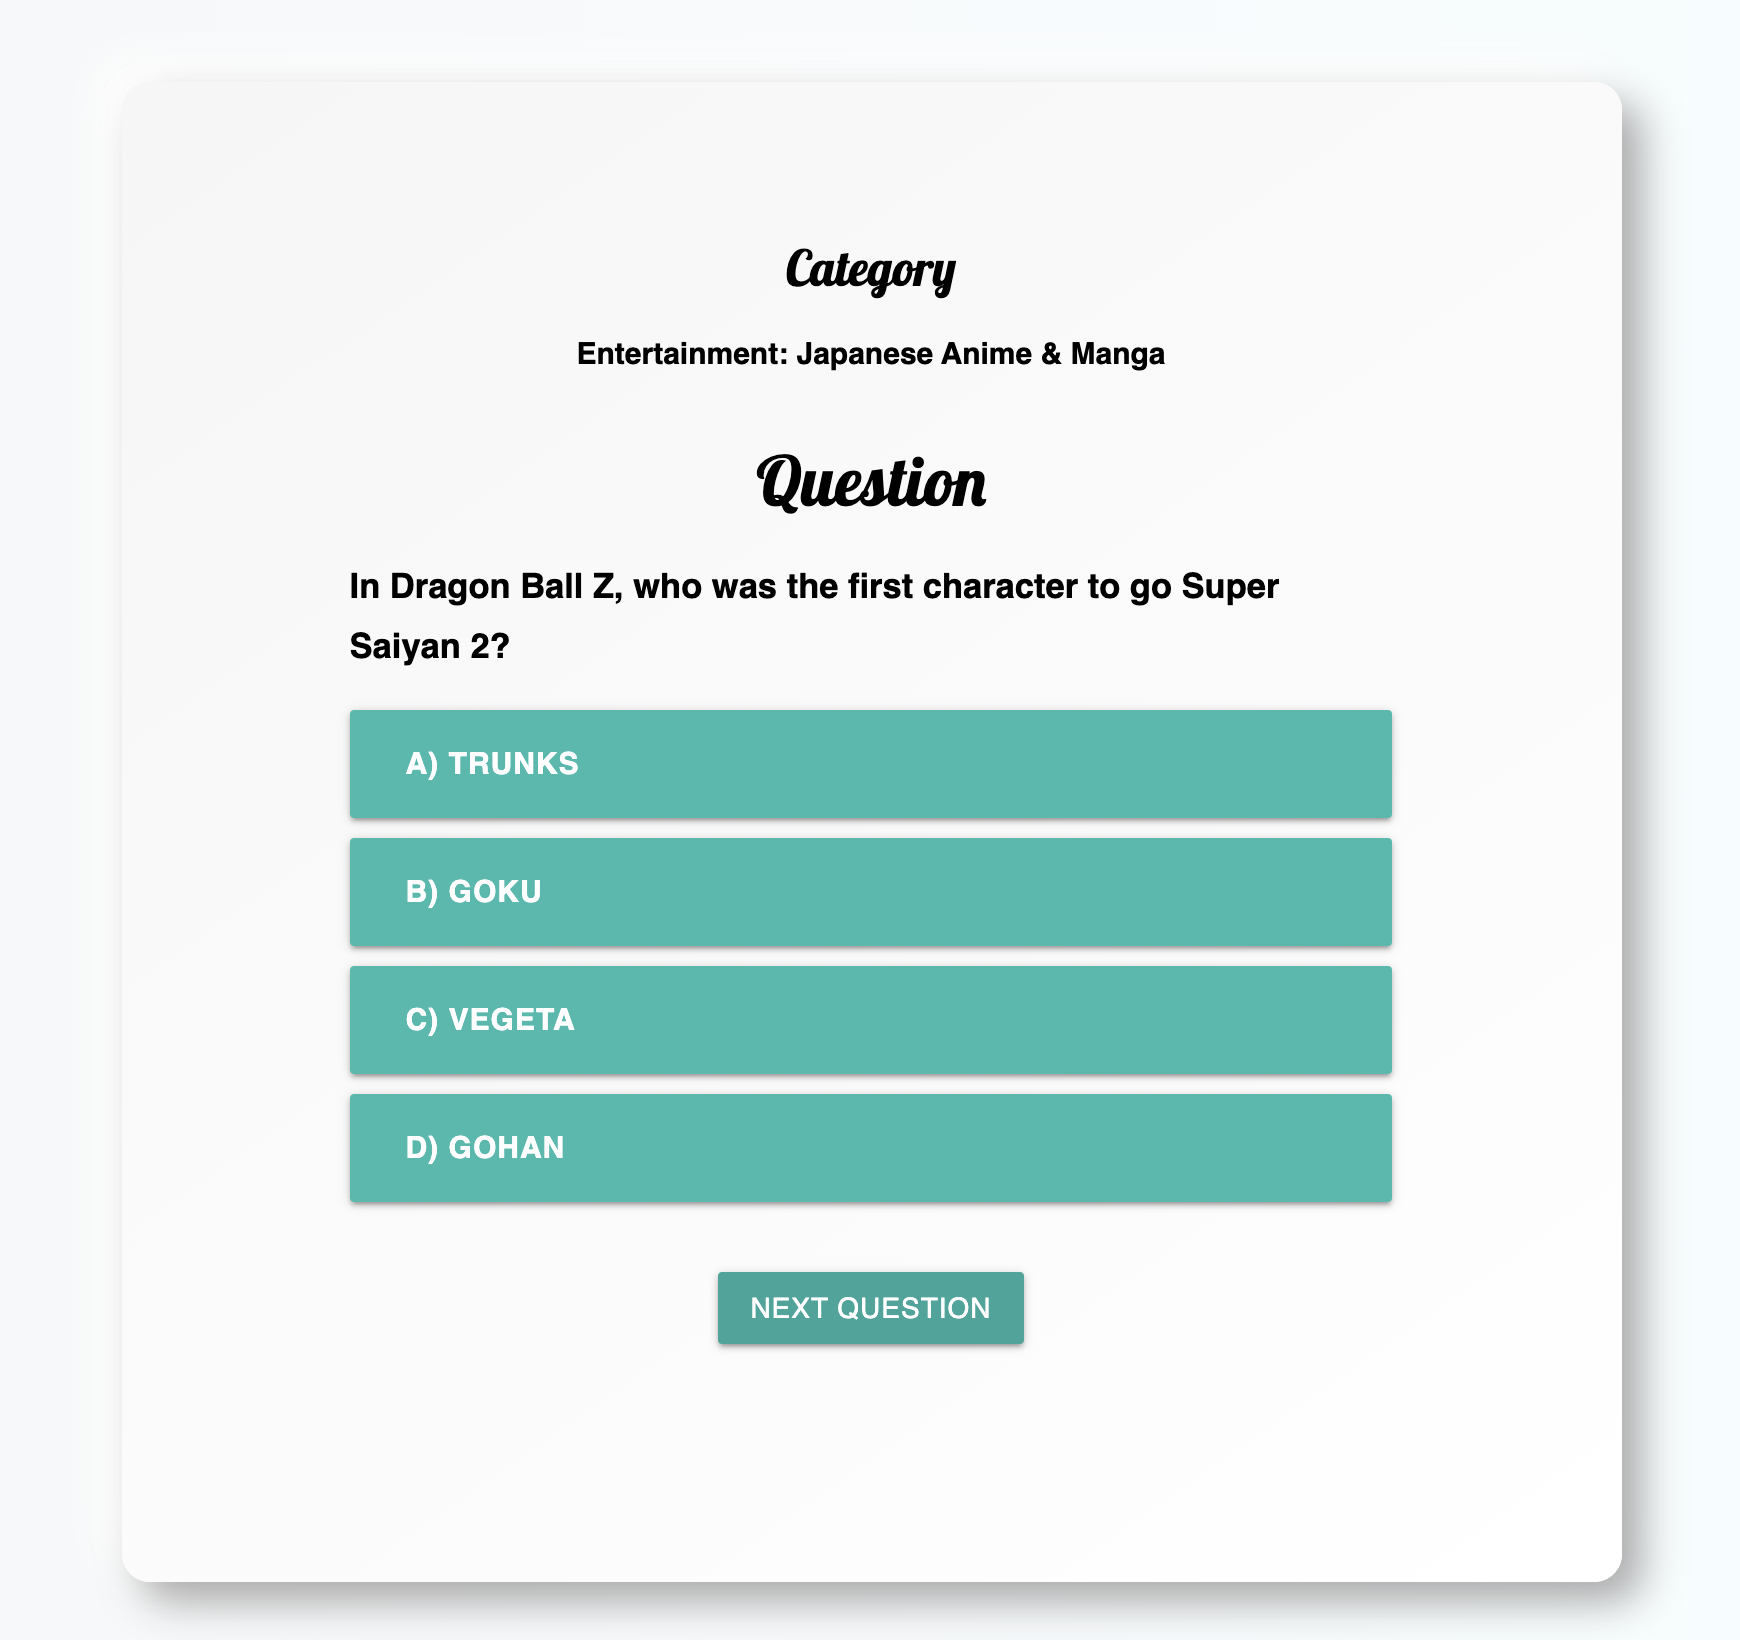 Category
Entertainment: Japanese Anime & Manga
Question
In Dragon Ball Z, who was the first character to go Super
Saiyan 2?
A) TRUNKS
B) GOKU
C) VEGETA
D) GOHAN
NEXT QUESTION